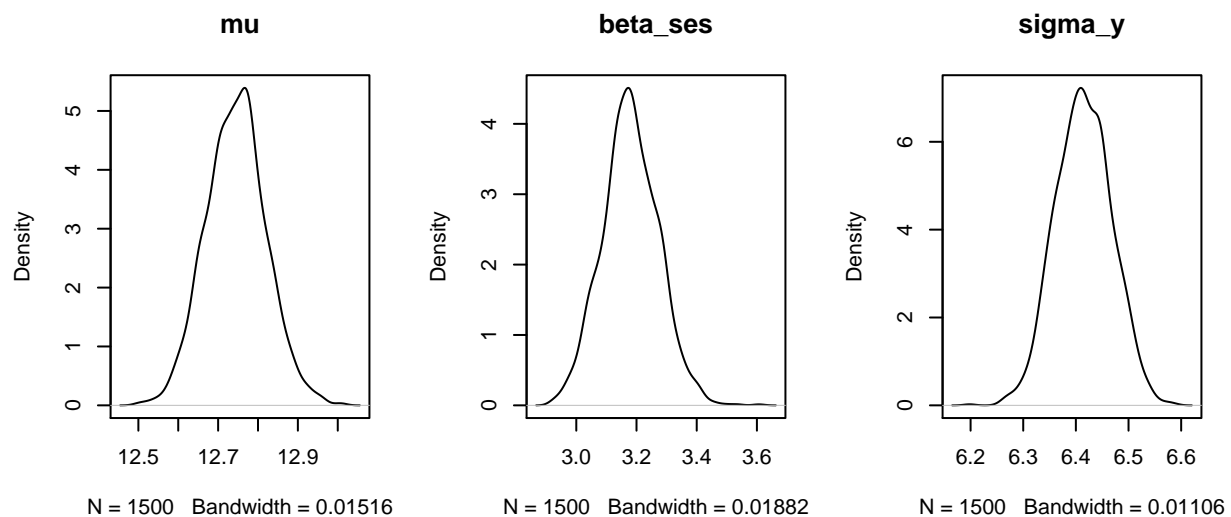 mu
Density
0 1 2 3 4 5
12.5 12.7 12.9
N = 1500 Bandwidth = 0.01516
beta_ses
Density
0 1 2 3 4
3.0 3.2 3.4 3.6
N = 1500 Bandwidth = 0.01882
sigma_y
Density
0 2 4 6
6.2 6.3 6.4 6.5 6.6
N = 1500 Bandwidth = 0.01106